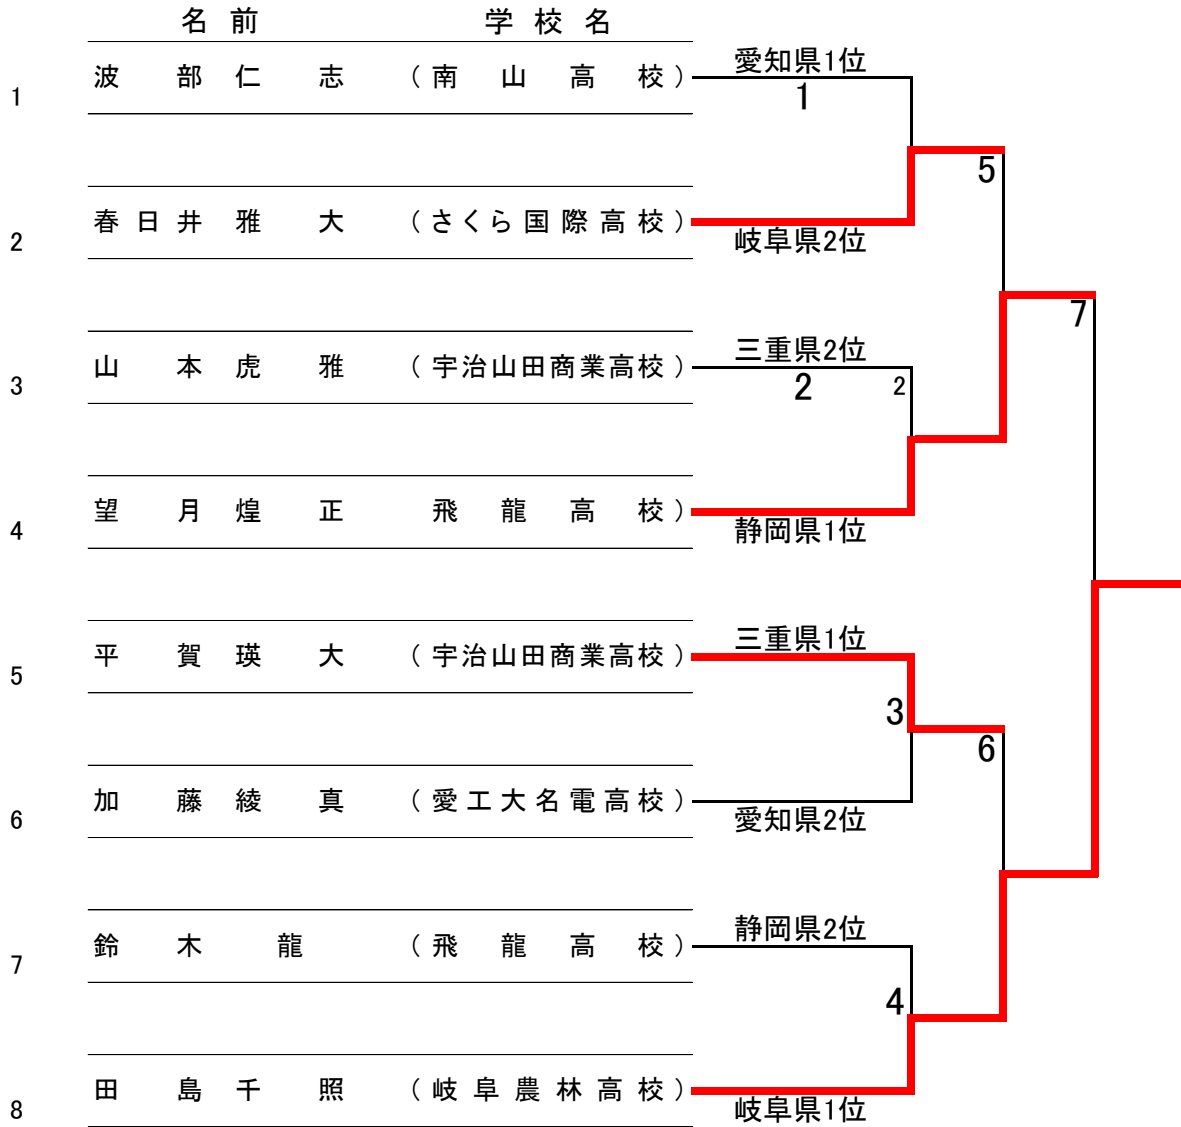 名前 学校名
愛知県1位
1 波部仁志 (南山高校)
1
5
2 春日井雅大 (さくら国際高校)
岐阜県2位
7
三重県2位
3 山本虎雅 (宇治山田商業高校)
2 2
4 望月煌正 飛龍高校)
静岡県1位
三重県1位
5 平賀瑛大 (宇治山田商業高校)
3
6
6 加藤綾真 (愛工大名電高校)
愛知県2位
静岡県2位
7 鈴木龍 (飛龍高校)
4
8 田島千照 (岐阜農林高校)
岐阜県1位